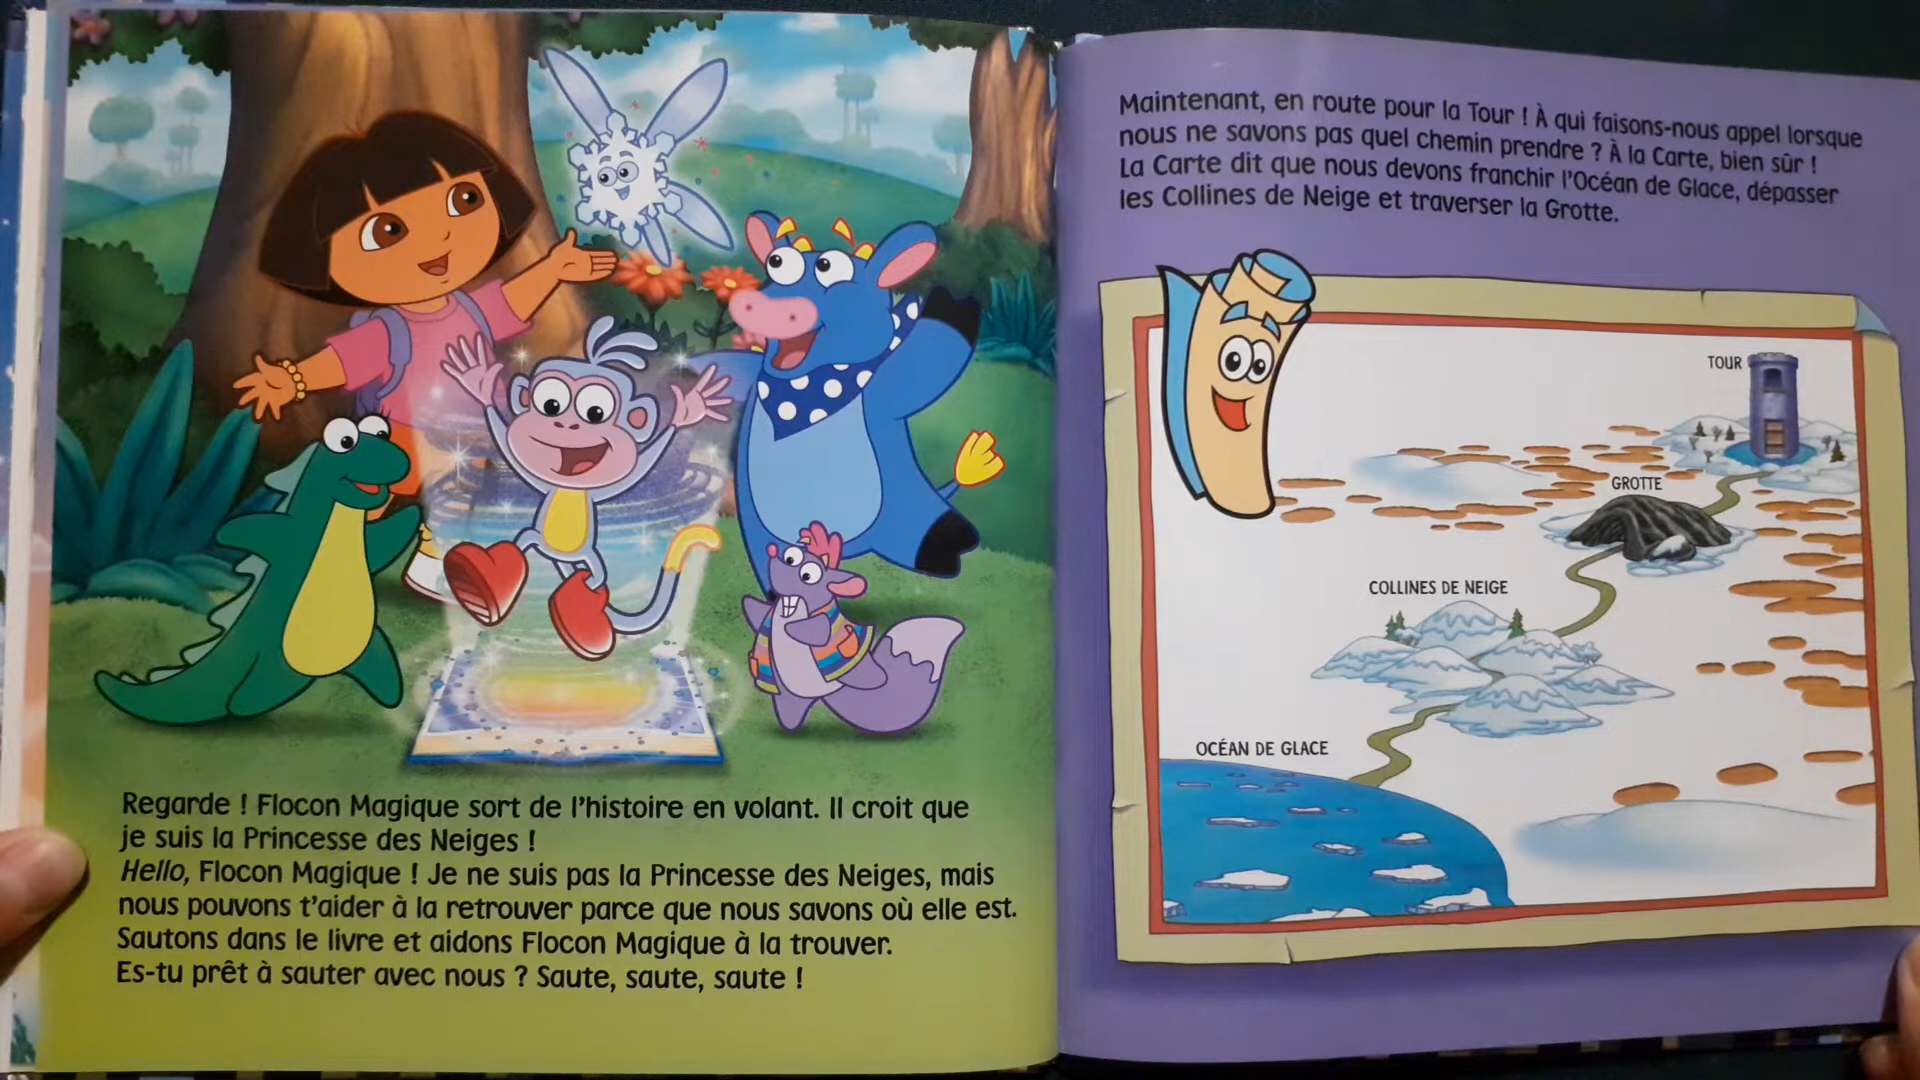 Regarde ! Flocon Magique sort de l'histoire en volant. Il croit que
je suis la Princesse des Neiges !
Hello, Flocon Magique ! Je ne suis pas la Princesse des Neiges, mais
nous pouvons t'aider à la retrouver parce que nous savons où elle est.
Sautons dans le livre et aidons Flocon Magique à la trouver.
Es-tu prêt à sauter avec nous ? Saute, saute, saute !
Maintenant, en route pour la Tour ! À qui faisons-nous appel lorsque
nous ne savons pas quel chemin prendre ? À la Carte, bien sûr !
La Carte dit que nous devons franchir l'Océan de Glace, dépasser
les Collines de Neige et traverser la Grotte.
TOUR
GROTTE
COLLINES DE NEIGE
OCÉAN DE GLACE